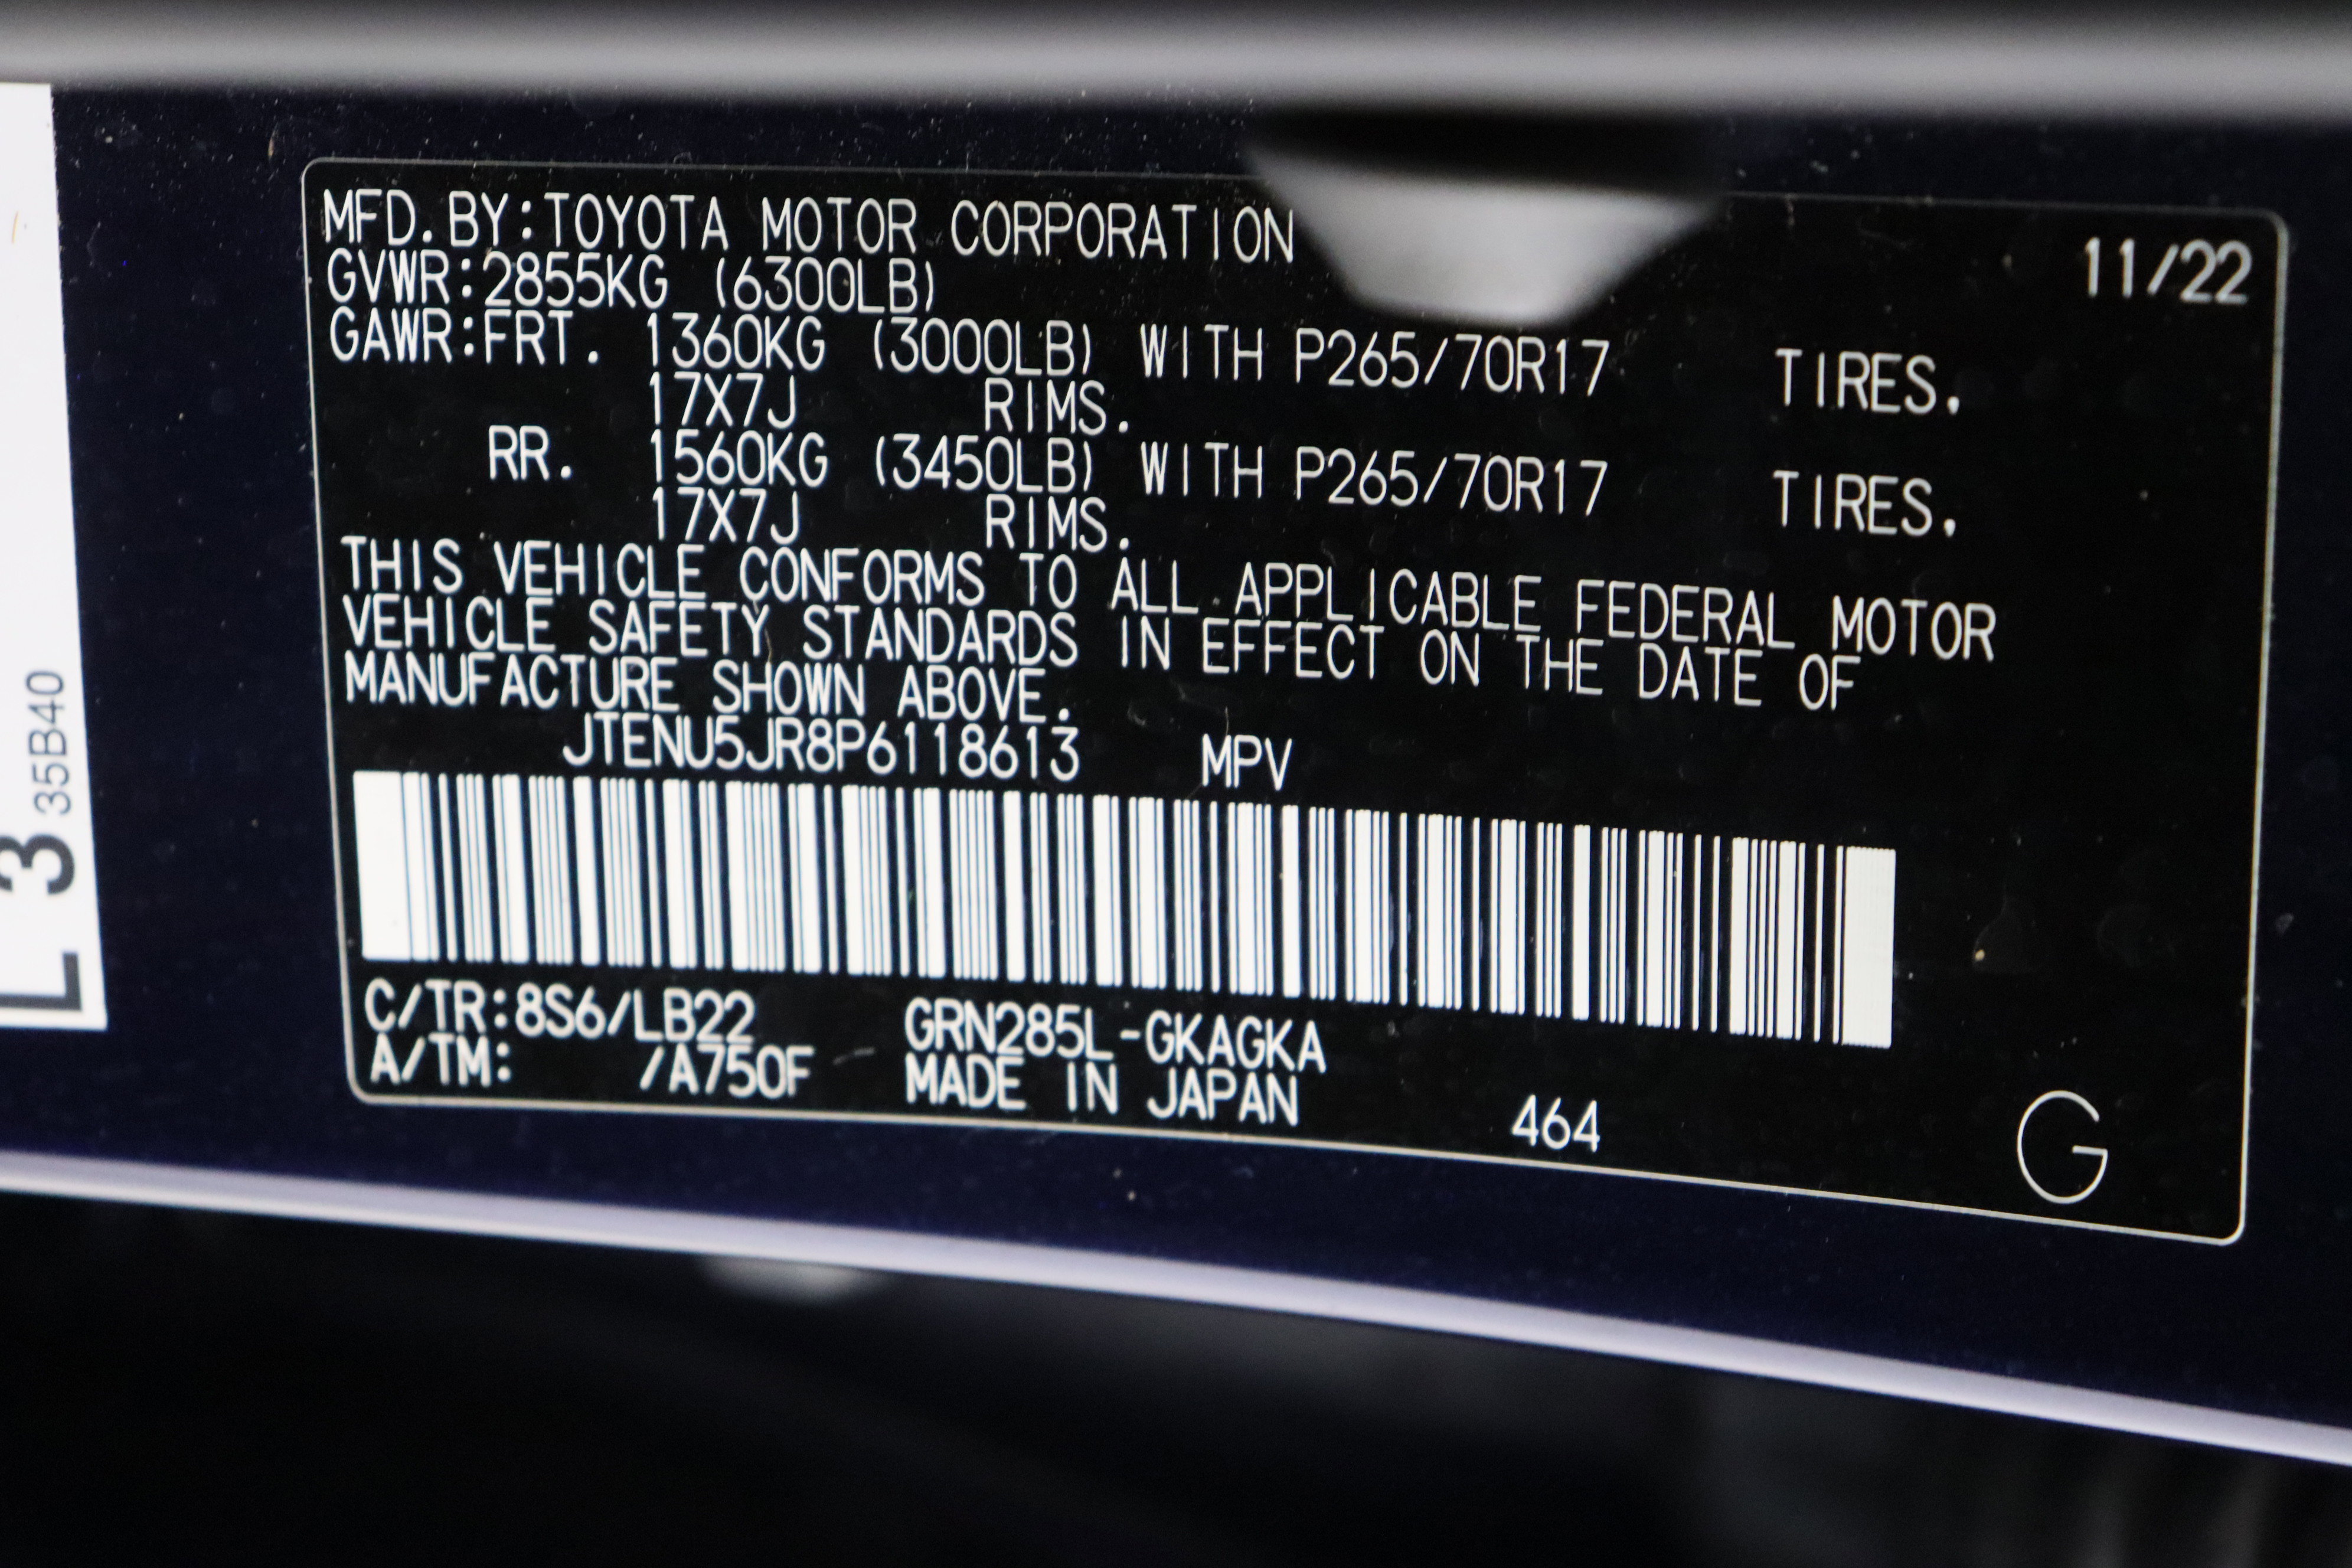 MFD. BY:TOYOTA MOTOR CORPORATION 11/22
GVWR:2855KG (6300LB)
GAWR:FRT. 1360KG (3000LB) WITH P265/70R17 TIRES.
17X7J RIMS.
RR. 1560KG (3450LB) WITH P265/70R17 TIRES.
17X7J RIMS.
THIS VEHICLE CONFORMS TO ALL APPLICABLE FEDERAL MOTOR
VEHICLE SAFETY STANDARDS IN EFFECT ON THE DATE OF
MANUFACTURE SHOWN ABOVE.
JTENU5JR8P6118613 MPV
C/TR:8S6/LB22 GRN285L-GKAGKA
A/TM: /A750F MADE IN JAPAN 464
G
35B40
L 3